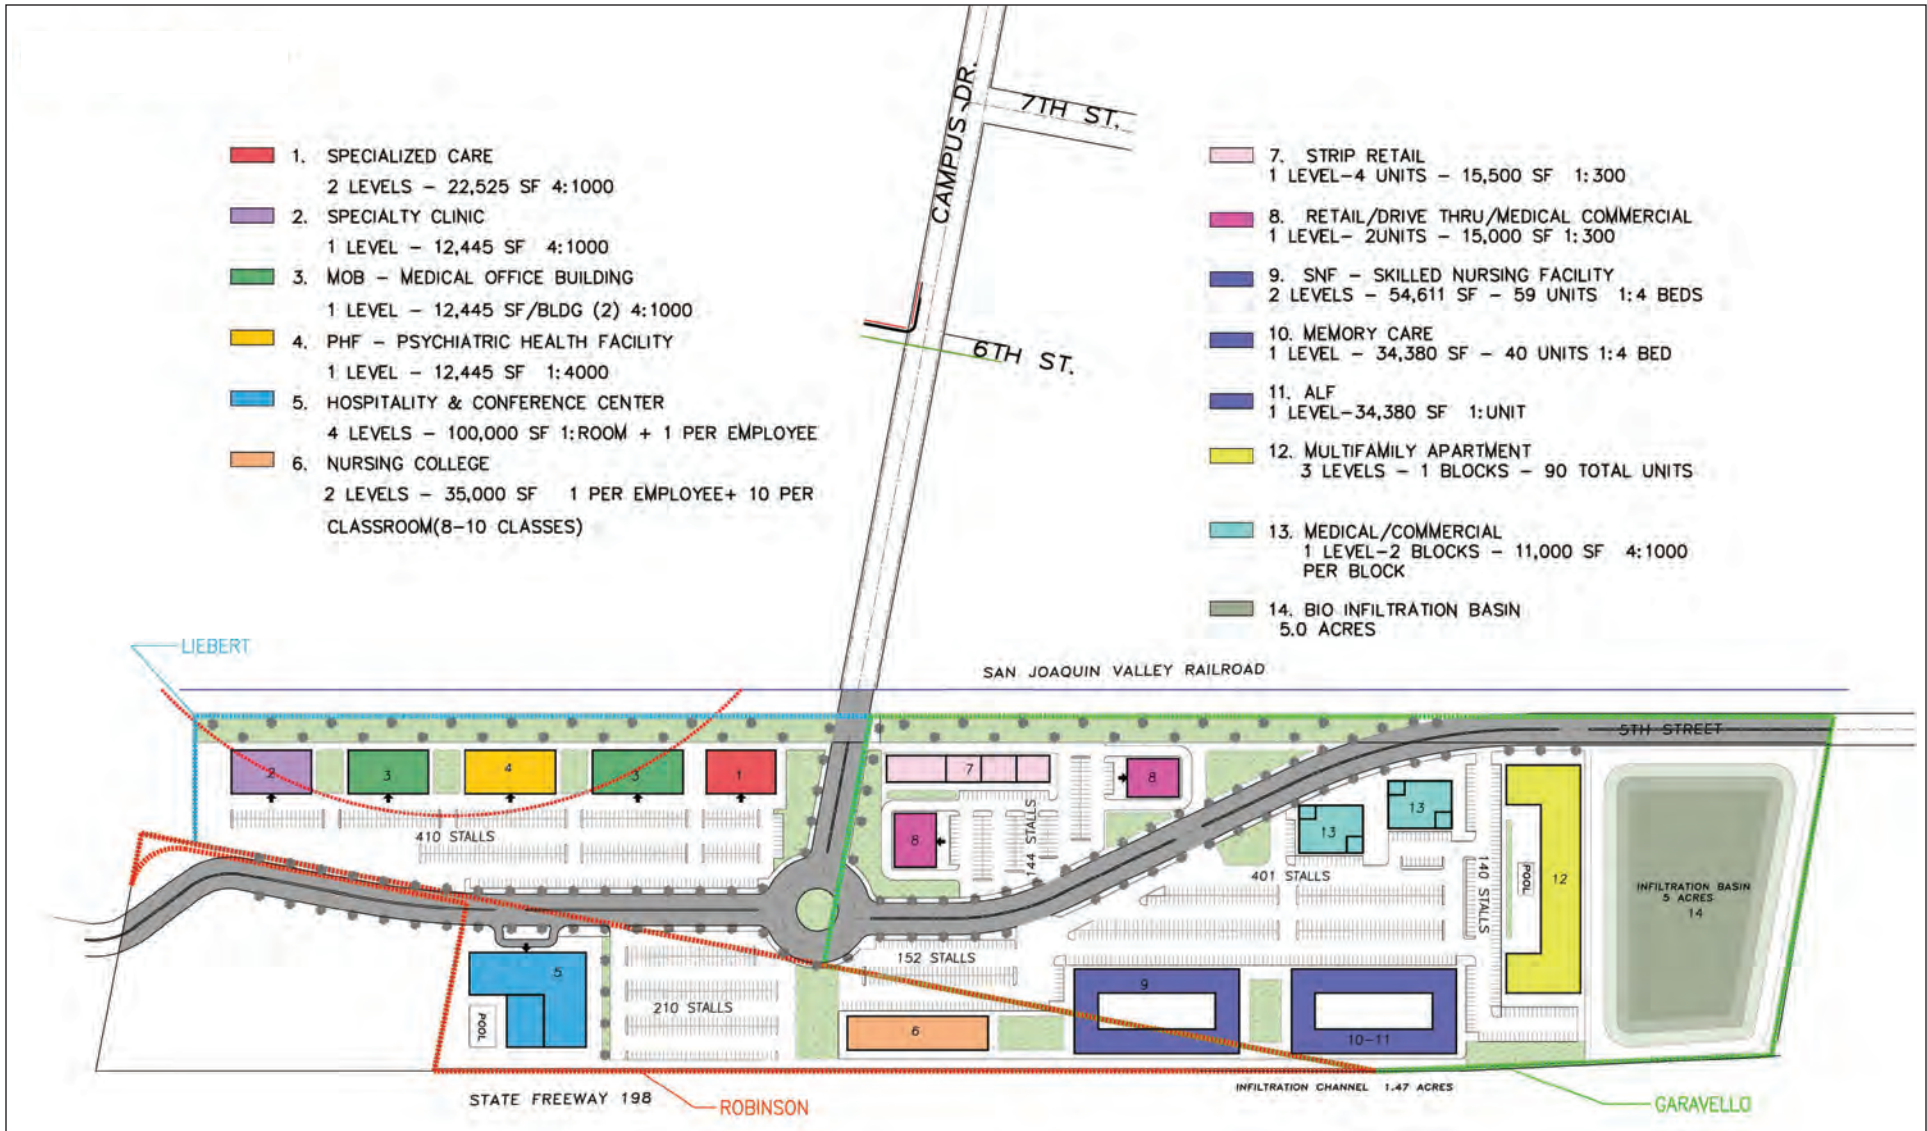 CAMPUS DR.
7TH ST.
6TH ST.
1. SPECIALIZED CARE
2 LEVELS - 22,525 SF 4:1000
2. SPECIALTY CLINIC
1 LEVEL - 12,445 SF 4:1000
3. MOB - MEDICAL OFFICE BUILDING
1 LEVEL - 12,445 SF/BLDG (2) 4:1000
4. PHF - PSYCHIATRIC HEALTH FACILITY
1 LEVEL - 12,445 SF 1:4000
5. HOSPITALITY & CONFERENCE CENTER
4 LEVELS - 100,000 SF 1:ROOM + 1 PER EMPLOYEE
6. NURSING COLLEGE
2 LEVELS - 35,000 SF 1 PER EMPLOYEE+ 10 PER
CLASSROOM(8-10 CLASSES)
7. STRIP RETAIL
1 LEVEL-4 UNITS - 15,500 SF 1:300
8. RETAIL/DRIVE THRU/MEDICAL COMMERCIAL
1 LEVEL- 2UNITS - 15,000 SF 1:300
9. SNF - SKILLED NURSING FACILITY
2 LEVELS - 54,611 SF - 59 UNITS 1:4 BEDS
10. MEMORY CARE
1 LEVEL - 34,380 SF - 40 UNITS 1:4 BED
11. ALF
1 LEVEL-34,380 SF 1:UNIT
12. MULTIFAMILY APARTMENT
3 LEVELS - 1 BLOCKS - 90 TOTAL UNITS
13. MEDICAL/COMMERCIAL
1 LEVEL-2 BLOCKS - 11,000 SF 4:1000
PER BLOCK
14. BIO INFILTRATION BASIN
5.0 ACRES
LIEBERT
SAN JOAQUIN VALLEY RAILROAD
5TH STREET
2
3
4
3
1
7
8
8
13
13
12
410 STALLS
144 STALLS
401 STALLS
140 STALLS
POOL
INFILTRATION BASIN
5 ACRES
14
152 STALLS
5
POOL
210 STALLS
6
9
10-11
STATE FREEWAY 198
ROBINSON
INFILTRATION CHANNEL 1.47 ACRES
GARAVELLO